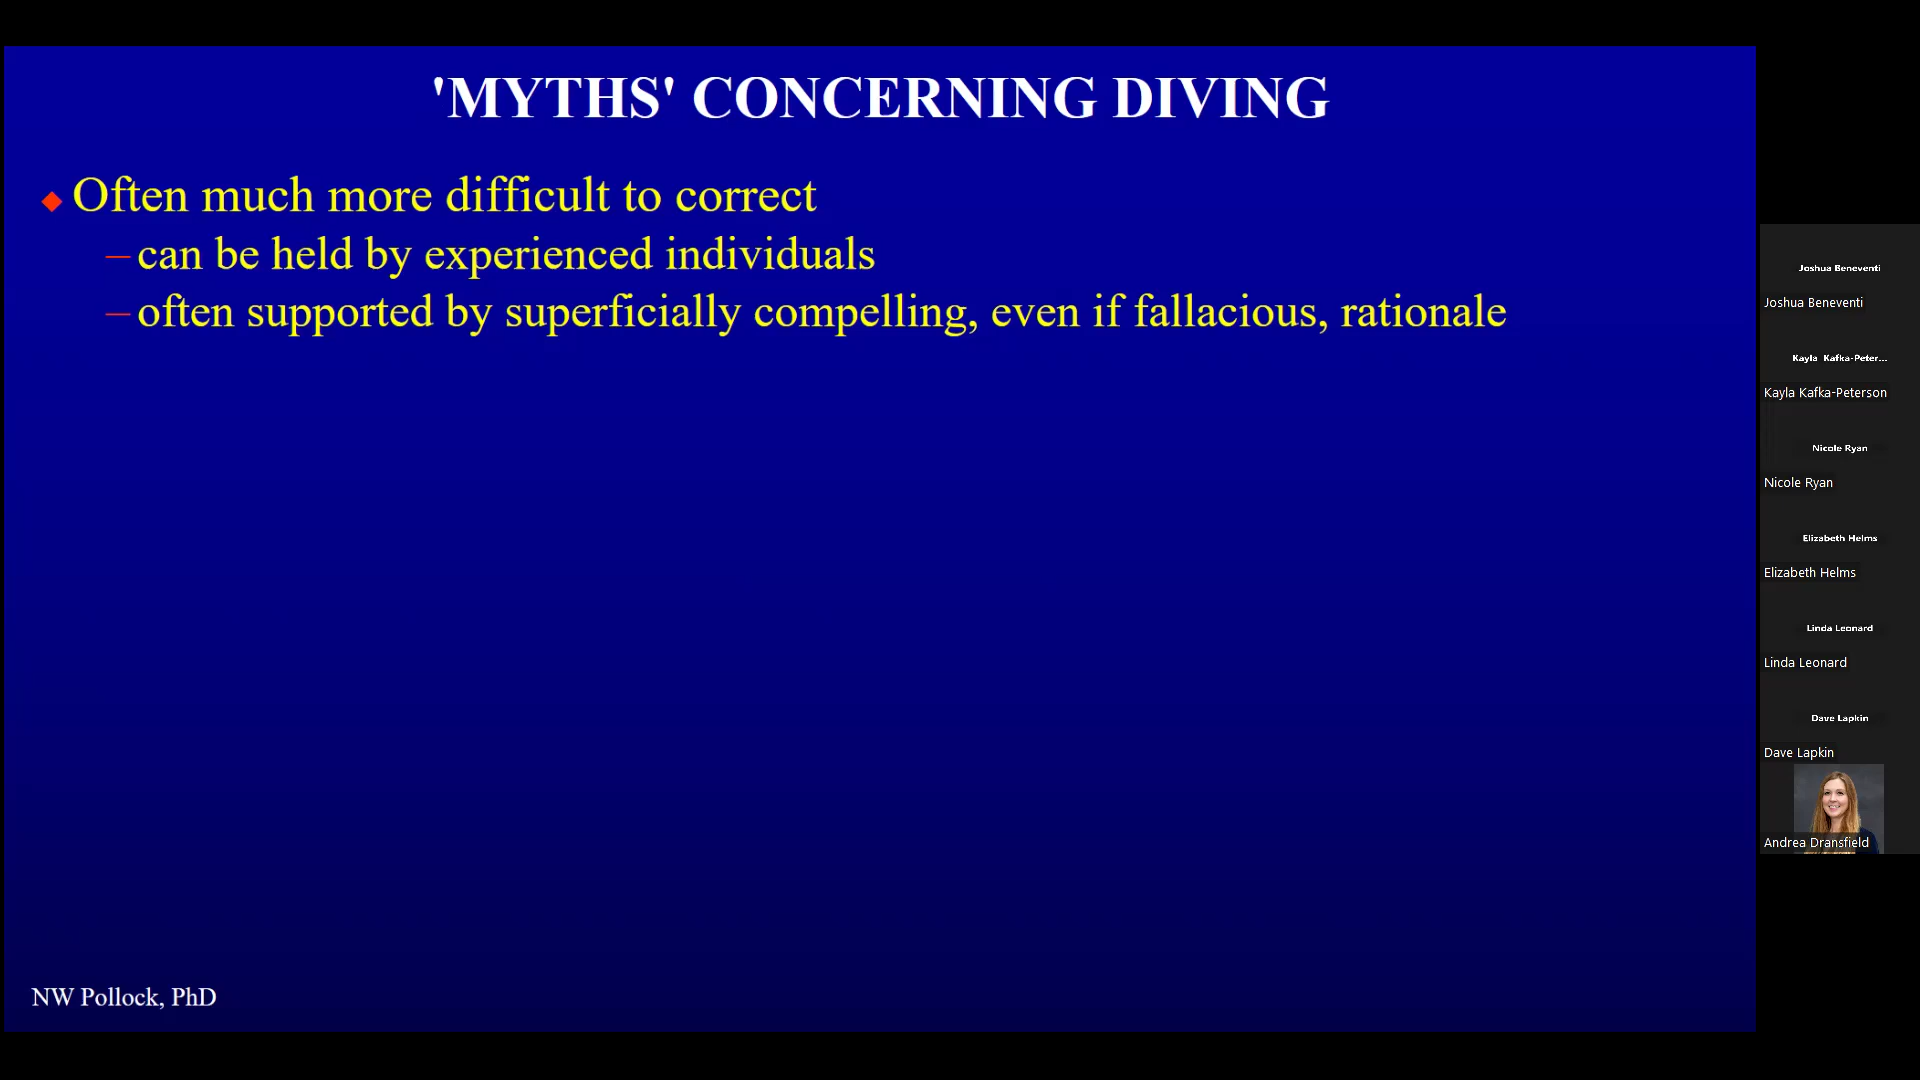 'MYTHS' CONCERNING DIVING
Often much more difficult to correct
– can be held by experienced individuals
– often supported by superficially compelling, even if fallacious, rationale
NW Pollock, PhD
Joshua Beneventi
Joshua Beneventi
Kayla Kafka-Peter...
Kayla Kafka-Peterson
Nicole Ryan
Nicole Ryan
Elizabeth Helms
Elizabeth Helms
Linda Leonard
Linda Leonard
Dave Lapkin
Dave Lapkin
Andrea Dransfield